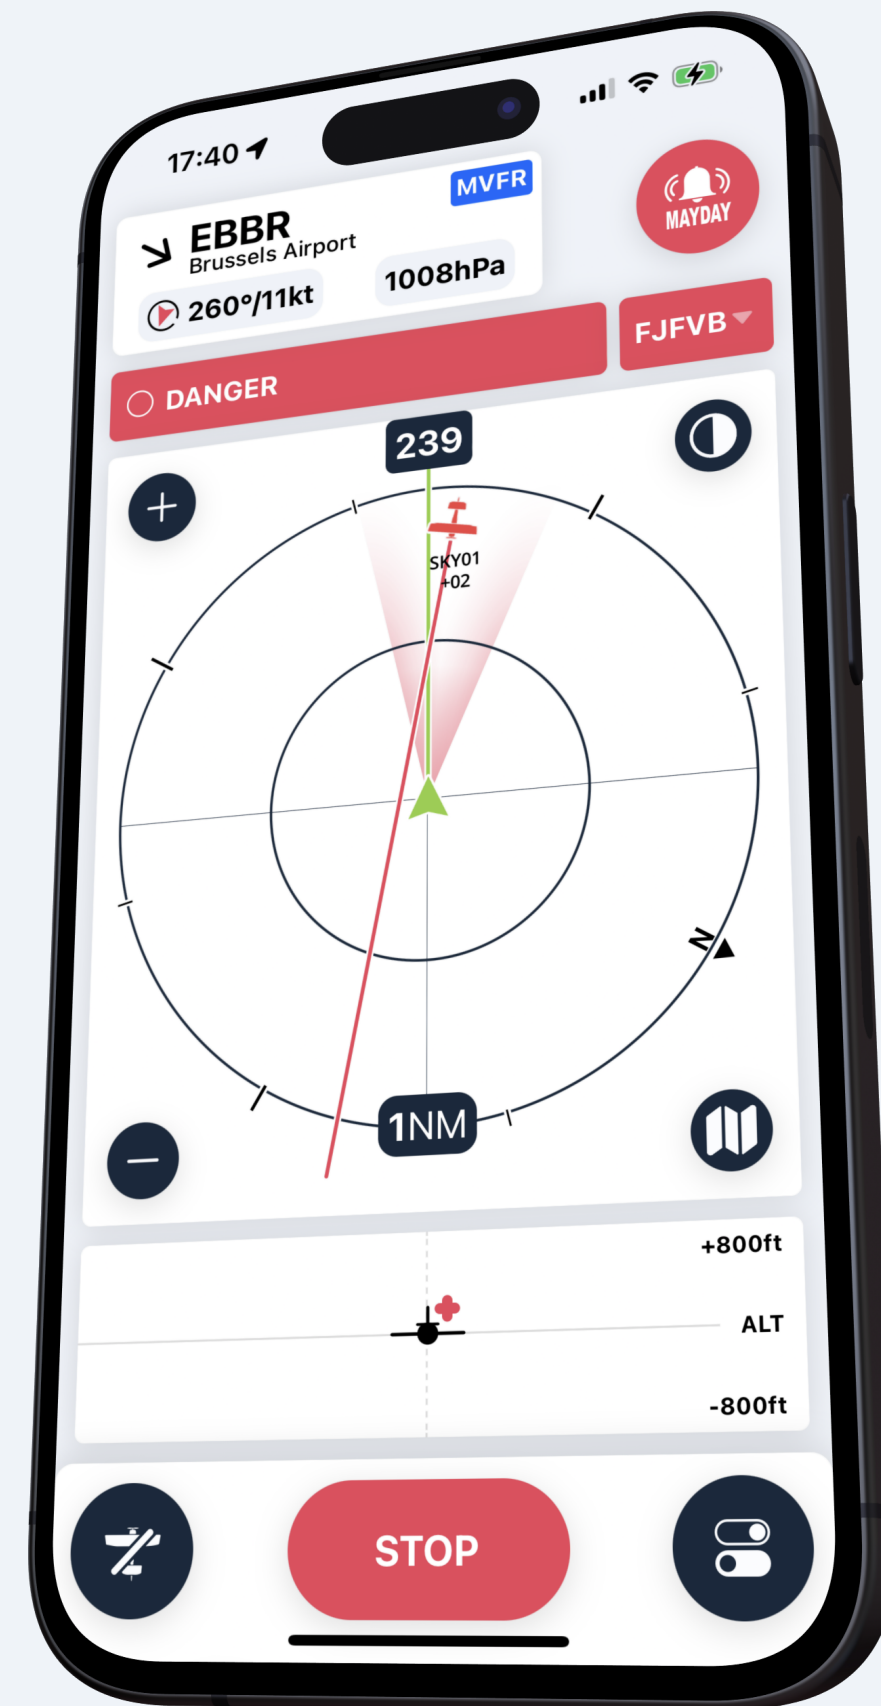 17:40
MVFR
EBBR
Brussels Airport
260°/11kt
1008hPa
MAYDAY
DANGER
FJFVB
239
SKY01
+02
N
1NM
+800ft
ALT
-800ft
STOP